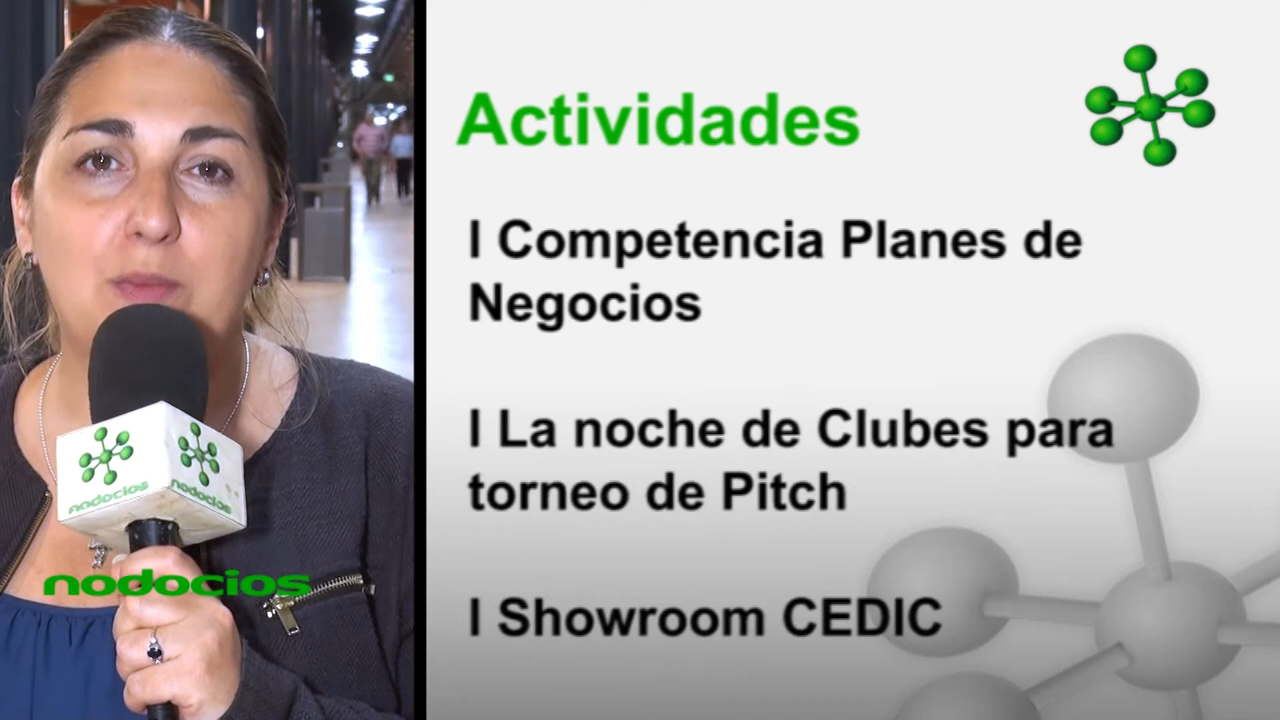 Actividades
I Competencia Planes de
Negocios
I La noche de Clubes para
torneo de Pitch
I Showroom CEDIC
nodocios nodocios
nodocios